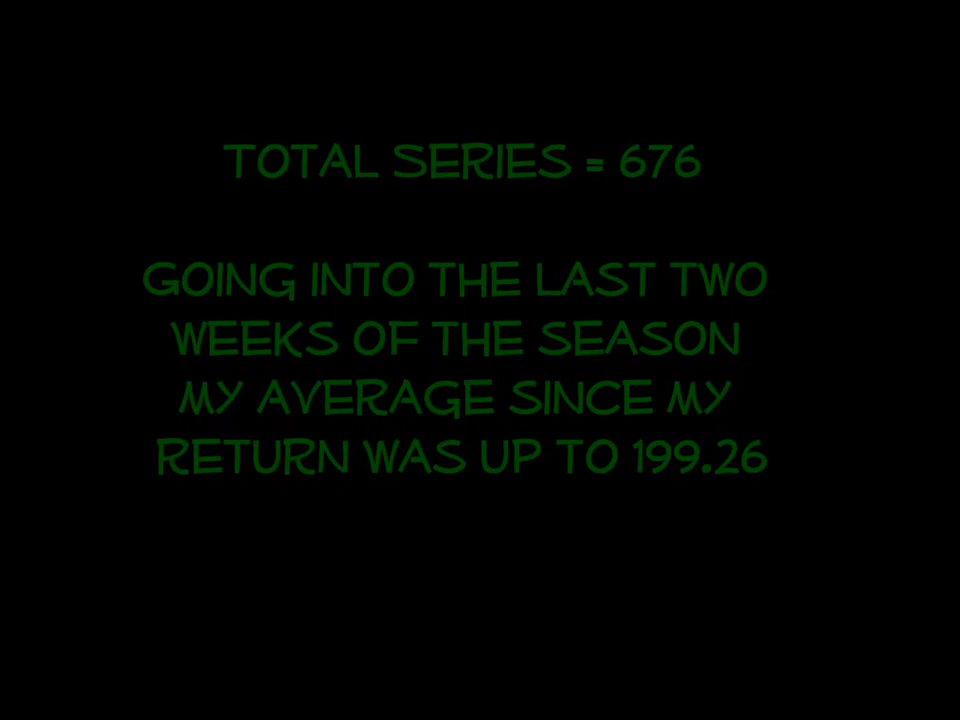 TOTAL SERIES = 676
GOING INTO THE LAST TWO
WEEKS OF THE SEASON
MY AVERAGE SINCE MY
RETURN WAS UP TO 199.26